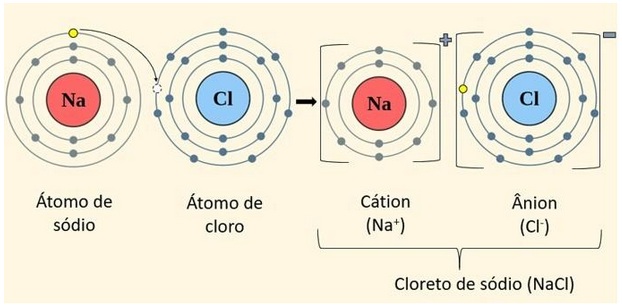 Na
Cl
Na
+
Cl
−
Átomo de
sódio
Átomo de
cloro
Cátion
(Na⁺)
Ânion
(Cl⁻)
Cloreto de sódio (NaCl)